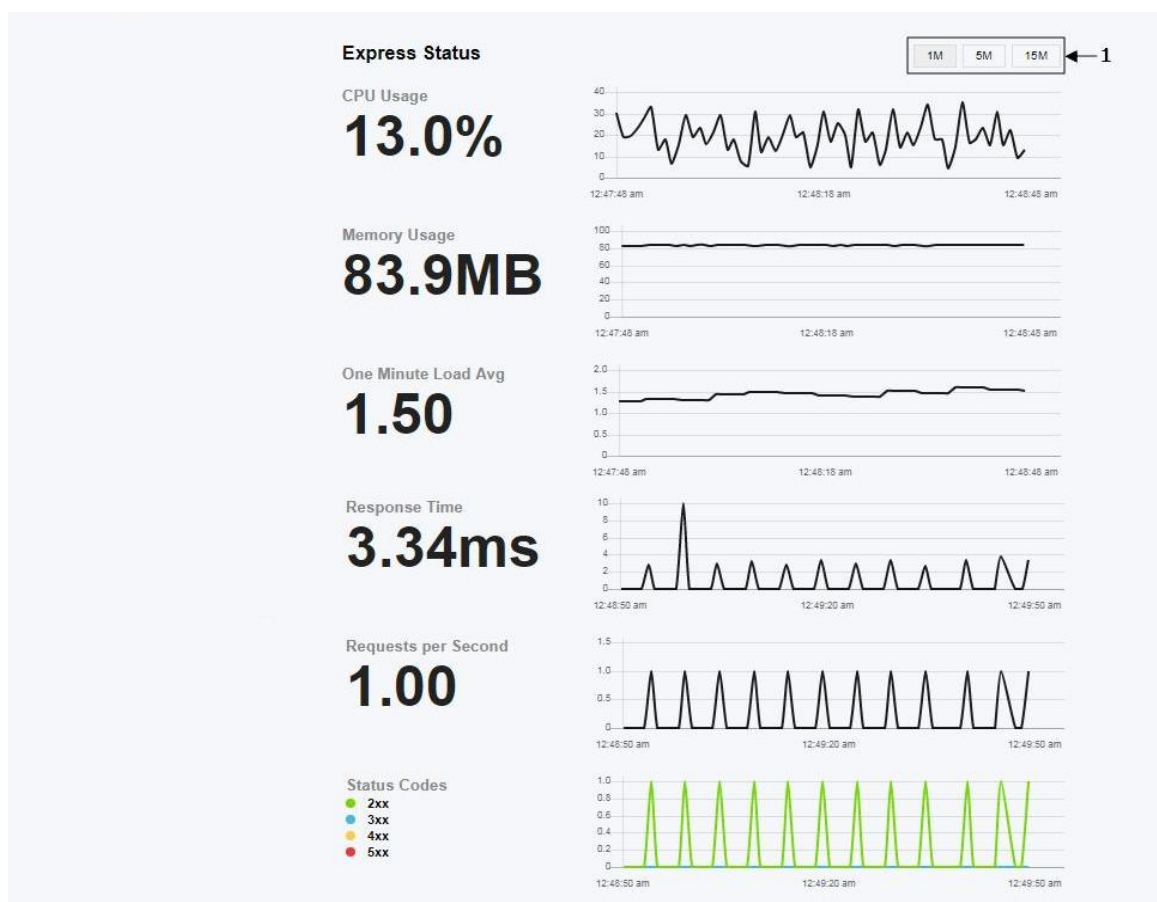 Express Status
1M 5M 15M
1
CPU Usage
13.0%
40
30
20
10
0
12:47:48 am 12:48:18 am 12:48:48 am
Memory Usage
83.9MB
100
80
60
40
20
0
12:47:48 am 12:48:18 am 12:48:48 am
One Minute Load Avg
1.50
2.0
1.5
1.0
0.5
0
12:47:48 am 12:48:18 am 12:48:48 am
Response Time
3.34ms
10
8
6
4
2
0
12:48:50 am 12:49:20 am 12:49:50 am
Requests per Second
1.00
1.5
1.0
0.5
0
12:48:50 am 12:49:20 am 12:49:50 am
Status Codes
2xx
3xx
4xx
5xx
1.0
0.8
0.6
0.4
0.2
0
12:48:50 am 12:49:20 am 12:49:50 am